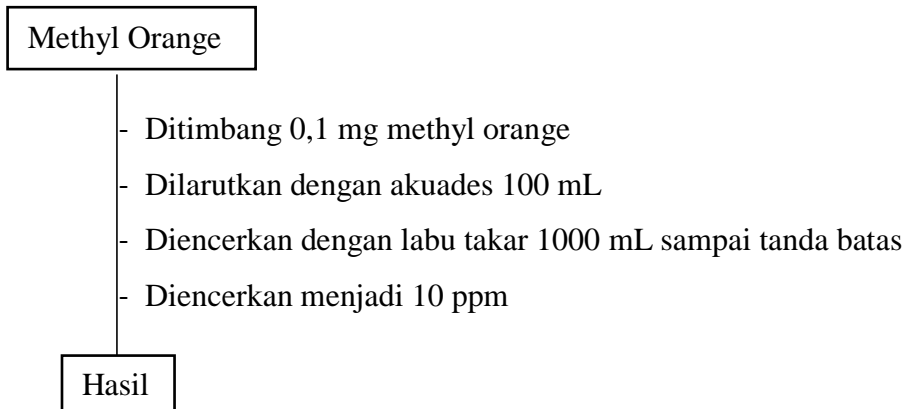 Methyl Orange
- Ditimbang 0,1 mg methyl orange
- Dilarutkan dengan akuades 100 mL
- Diencerkan dengan labu takar 1000 mL sampai tanda batas
- Diencerkan menjadi 10 ppm
Hasil